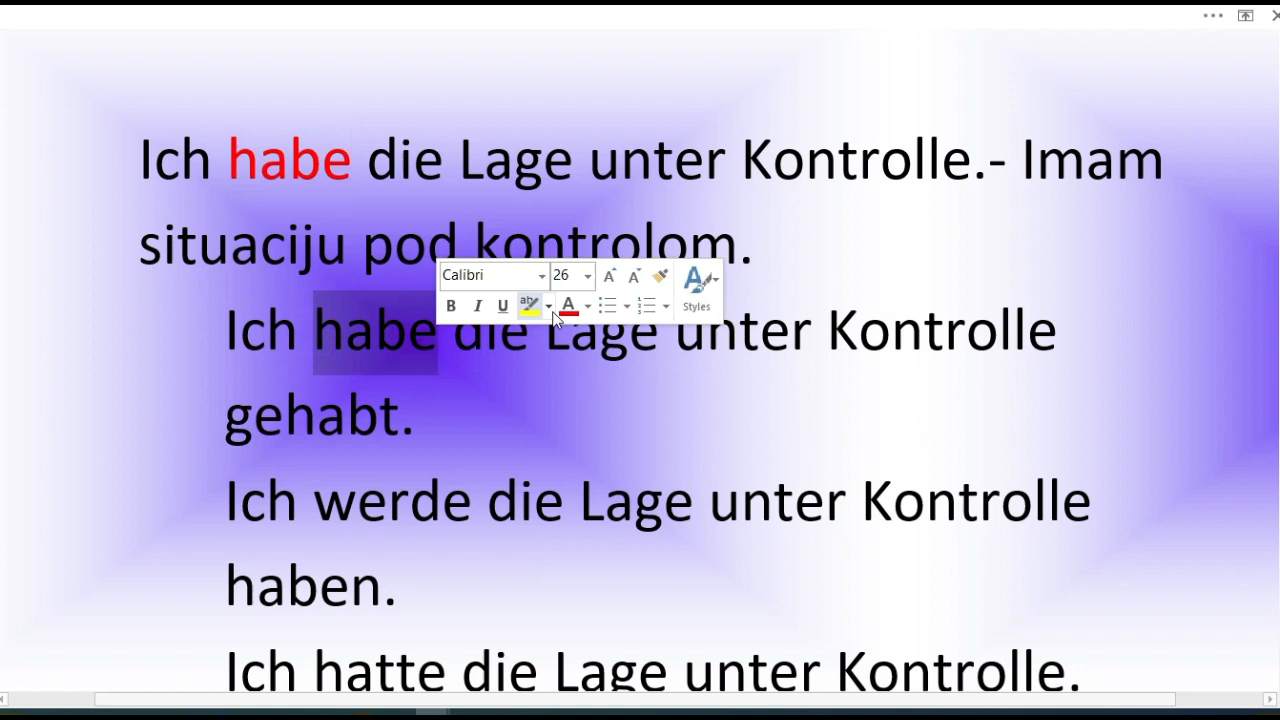 Ich habe die Lage unter Kontrolle.- Imam
situaciju pod kontrolom.
Calibri 26
B I U ab A Styles
Ich habe die Lage unter Kontrolle
gehabt.
Ich werde die Lage unter Kontrolle
haben.
Ich hatte die Lage unter Kontrolle.